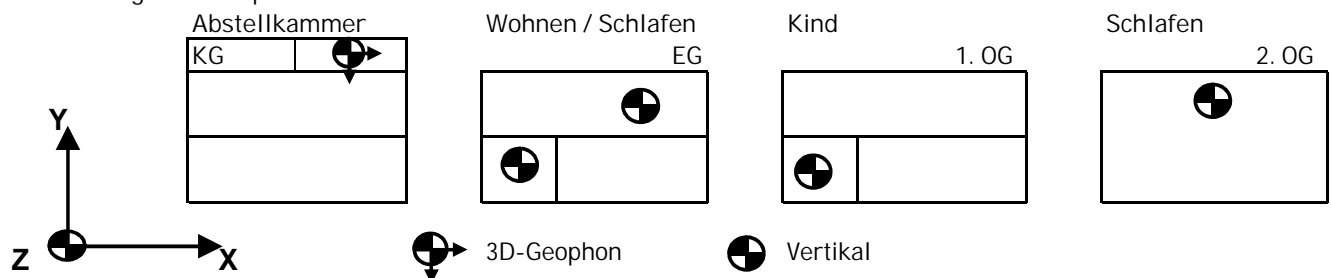 Abstellkammer Wohnen / Schlafen Kind Schlafen
KG EG 1. OG 2. OG
Y
Z X 3D-Geophon Vertikal